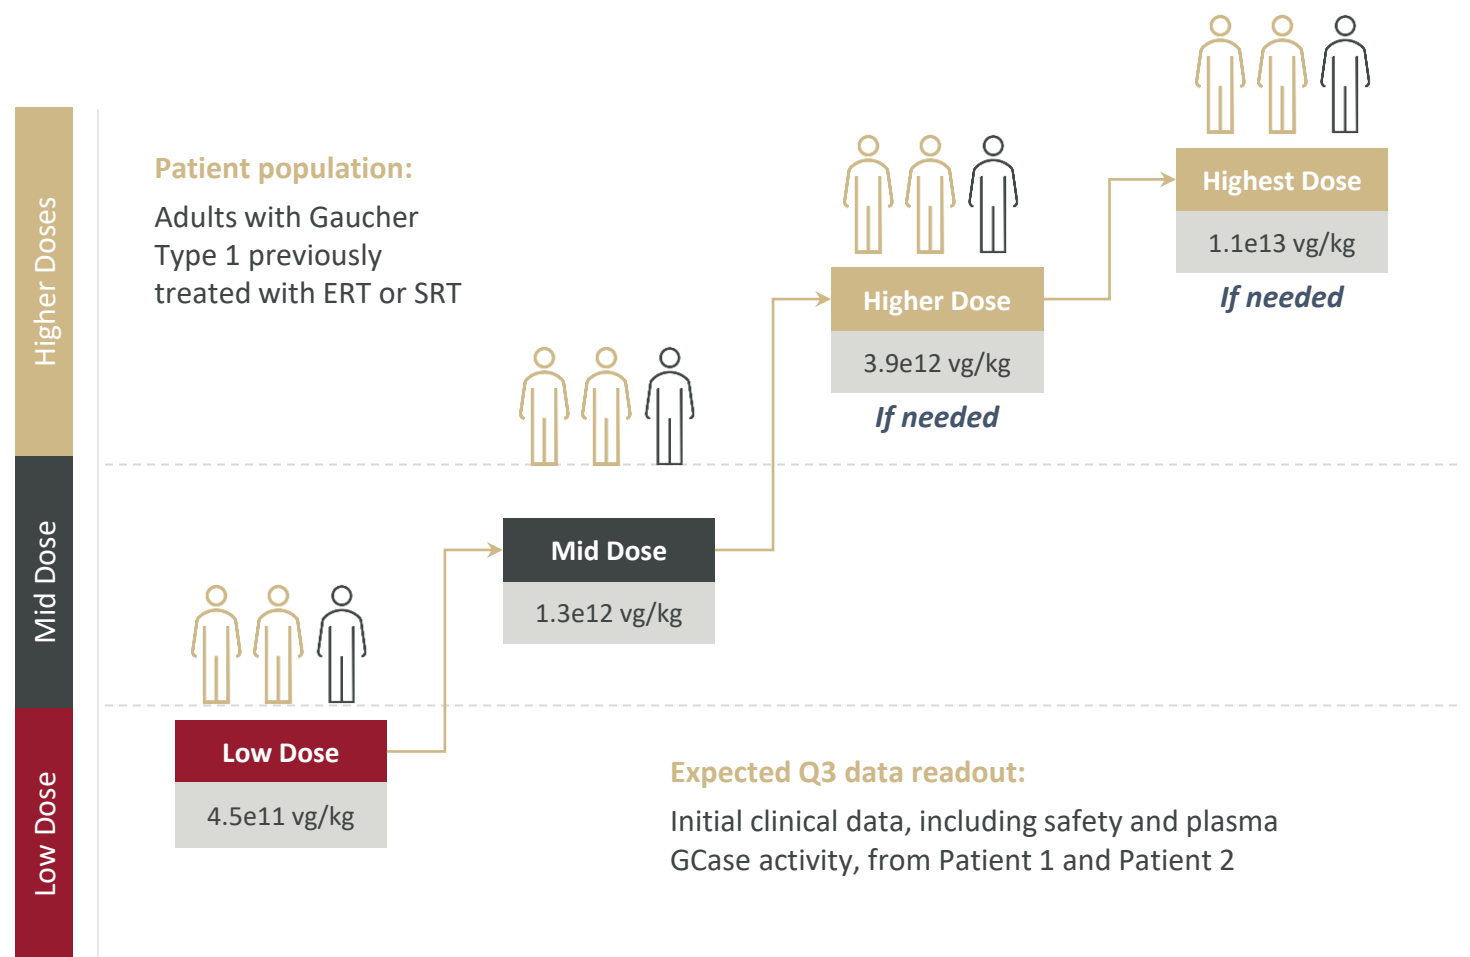 Higher Doses
Mid Dose
Low Dose
Patient population:
Adults with Gaucher
Type 1 previously
treated with ERT or SRT
Low Dose
4.5e11 vg/kg
Mid Dose
1.3e12 vg/kg
Higher Dose
3.9e12 vg/kg
If needed
Highest Dose
1.1e13 vg/kg
If needed
Expected Q3 data readout:
Initial clinical data, including safety and plasma
GCase activity, from Patient 1 and Patient 2